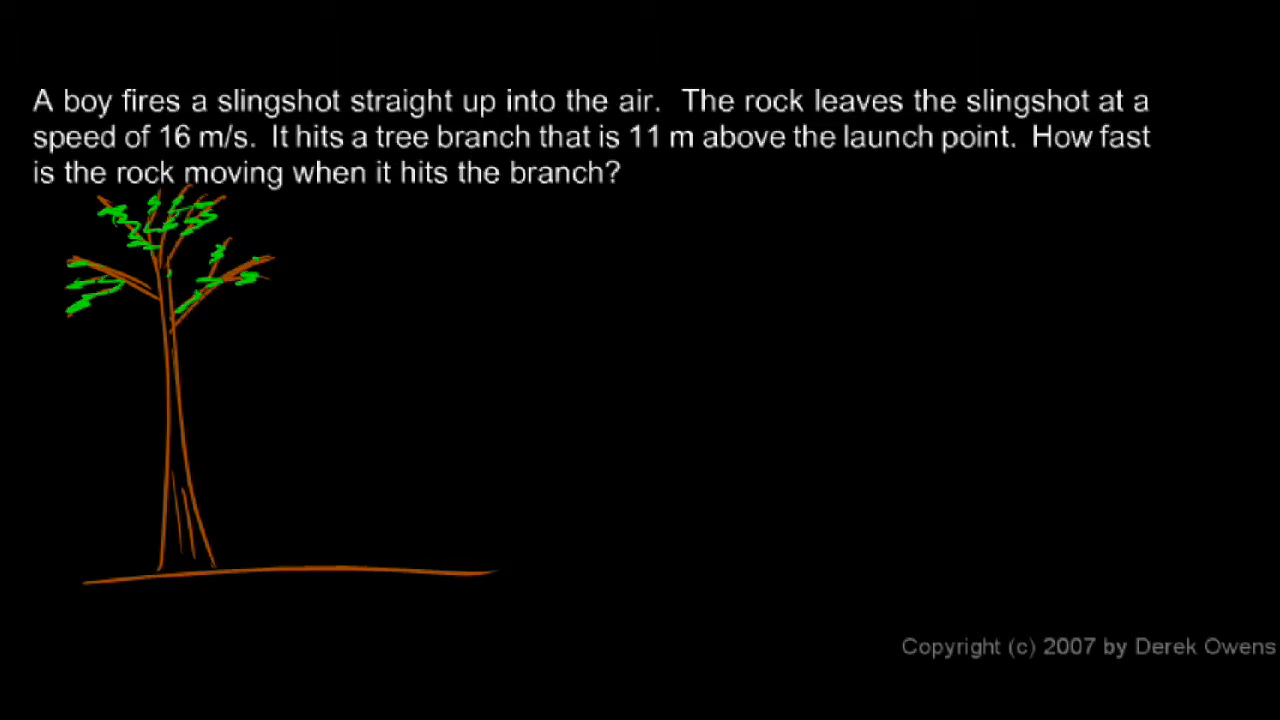 A boy fires a slingshot straight up into the air. The rock leaves the slingshot at a
speed of 16 m/s. It hits a tree branch that is 11 m above the launch point. How fast
is the rock moving when it hits the branch?
Copyright (c) 2007 by Derek Owens